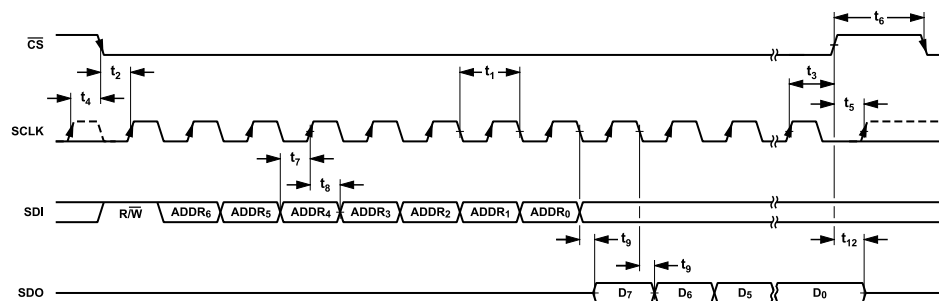 t6
CS
t2
t1
t3
t4
t5
SCLK
t7
t8
SDI
R/W
ADDR6
ADDR5
ADDR4
ADDR3
ADDR2
ADDR1
ADDR0
t9
t12
t9
SDO
D7
D6
D5
D0